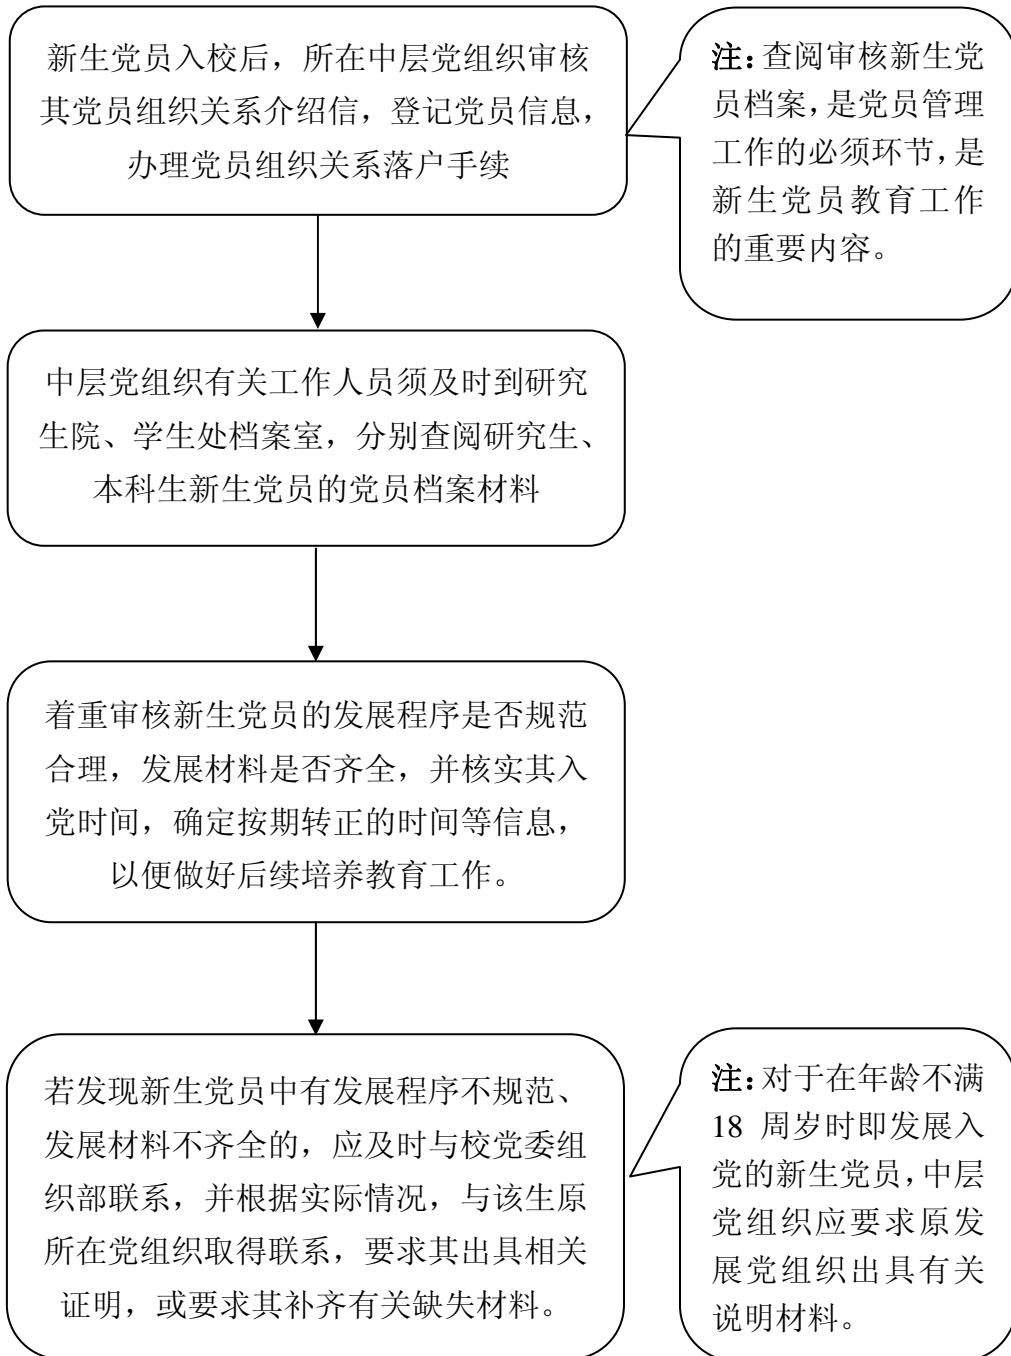 新生党员入校后，所在中层党组织审核
其党员组织关系介绍信，登记党员信息，
办理党员组织关系落户手续
注：查阅审核新生党
员档案，是党员管理
工作的必须环节，是
新生党员教育工作
的重要内容。
中层党组织有关工作人员须及时到研究
生院、学生处档案室，分别查阅研究生、
本科生新生党员的党员档案材料
着重审核新生党员的发展程序是否规范
合理，发展材料是否齐全，并核实其入
党时间，确定按期转正的时间等信息，
以便做好后续培养教育工作。
若发现新生党员中有发展程序不规范、
发展材料不齐全的，应及时与校党委组
织部联系，并根据实际情况，与该生原
所在党组织取得联系，要求其出具相关
证明，或要求其补齐有关缺失材料。
注：对于在年龄不满
18 周岁时即发展入
党的新生党员，中层
党组织应要求原发
展党组织出具有关
说明材料。